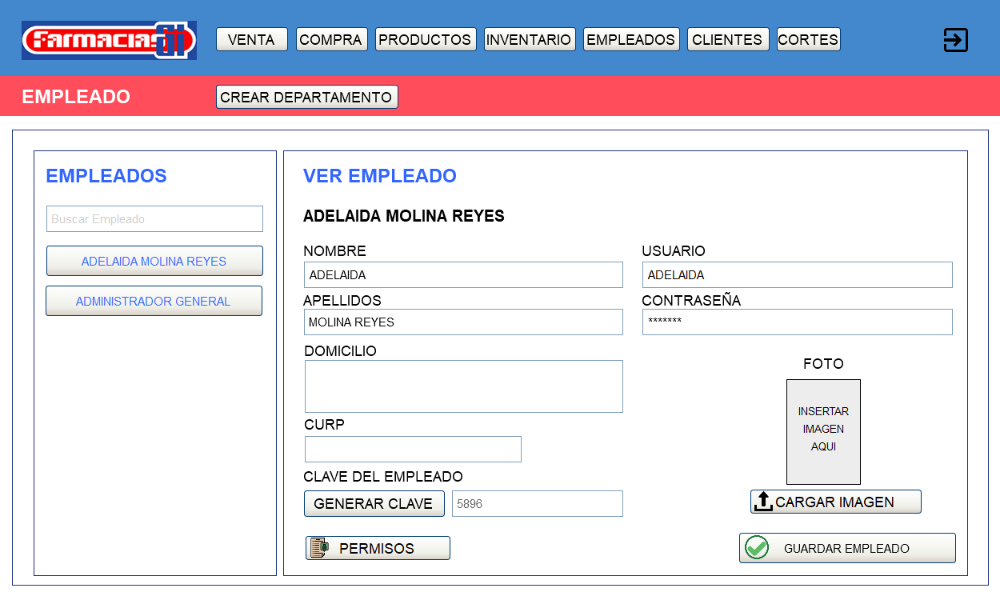 Farmacias SI
VENTA
COMPRA
PRODUCTOS
INVENTARIO
EMPLEADOS
CLIENTES
CORTES
EMPLEADO
CREAR DEPARTAMENTO
EMPLEADOS
Buscar Empleado
ADELAIDA MOLINA REYES
ADMINISTRADOR GENERAL
VER EMPLEADO
ADELAIDA MOLINA REYES
NOMBRE
ADELAIDA
APELLIDOS
MOLINA REYES
DOMICILIO
CURP
CLAVE DEL EMPLEADO
GENERAR CLAVE
5896
PERMISOS
USUARIO
ADELAIDA
CONTRASEÑA
*******
FOTO
INSERTAR
IMAGEN
AQUI
CARGAR IMAGEN
GUARDAR EMPLEADO